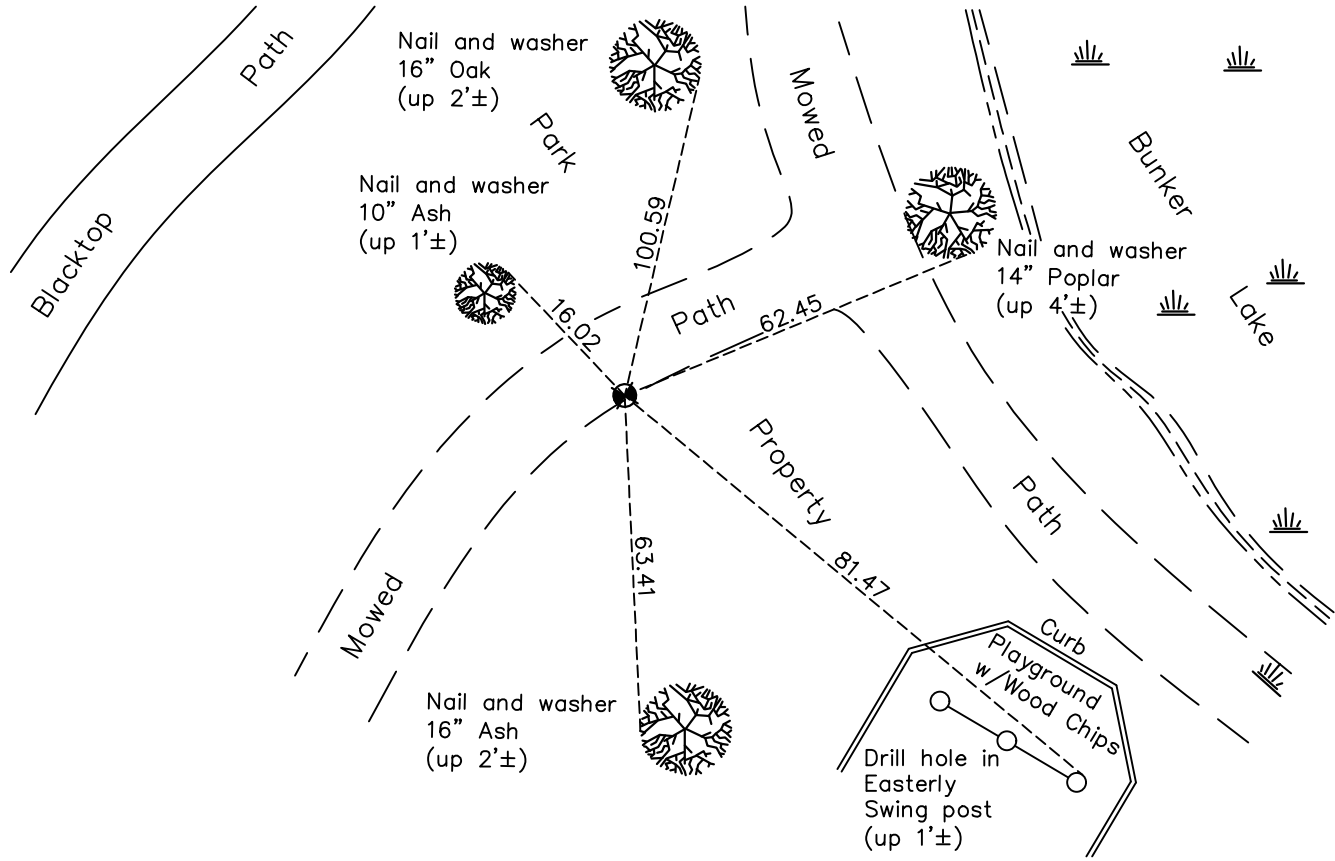 Path
Blacktop
Nail and washer
16” Oak
(up 2’±)
Park
Mowed
Bunker
Lake
Nail and washer
10” Ash
(up 1’±)
100.59
16.02
Path
62.45
Nail and washer
14” Poplar
(up 4’±)
Property
Path
63.41
81.47
Mowed
Curb
Playground
w/Wood Chips
Nail and washer
16” Ash
(up 2’±)
Drill hole in
Easterly
Swing post
(up 1’±)